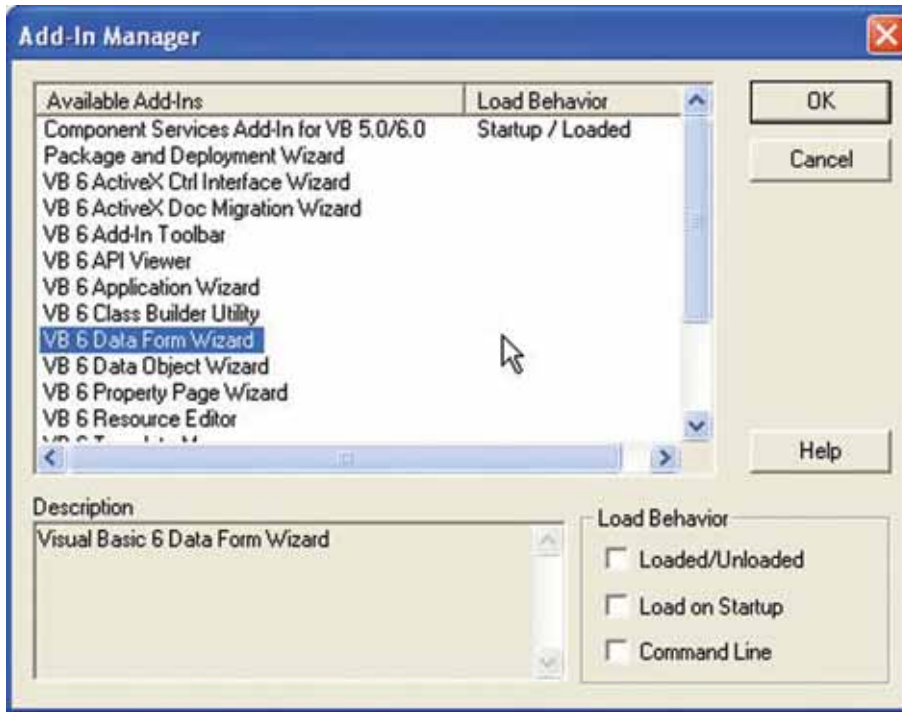 Add-In Manager
Available Add-Ins Load Behavior
Component Services Add-In for VB 5.0/6.0 Startup / Loaded
Package and Deployment Wizard
VB 6 ActiveX Ctrl Interface Wizard
VB 6 ActiveX Doc Migration Wizard
VB 6 Add-In Toolbar
VB 6 API Viewer
VB 6 Application Wizard
VB 6 Class Builder Utility
VB 6 Data Form Wizard
VB 6 Data Object Wizard
VB 6 Property Page Wizard
VB 6 Resource Editor
OK
Cancel
Help
Description
Visual Basic 6 Data Form Wizard
Load Behavior
Loaded/Unloaded
Load on Startup
Command Line